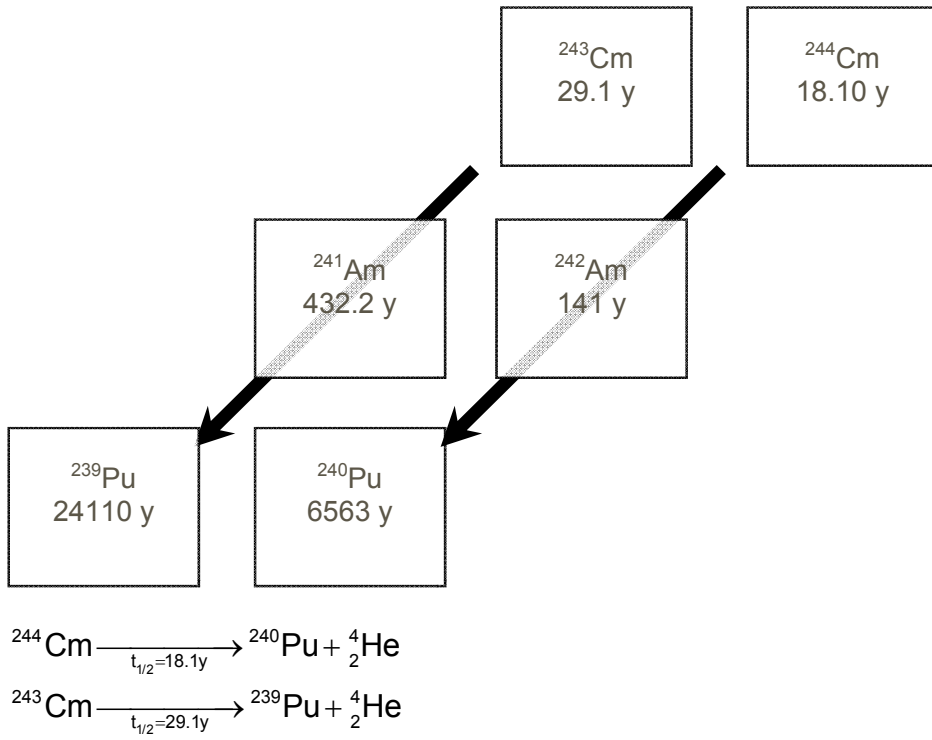 ²⁴³Cm
29.1 y
²⁴⁴Cm
18.10 y
²⁴¹Am
432.2 y
²⁴²Am
141 y
²³⁹Pu
24110 y
²⁴⁰Pu
6563 y
²⁴⁴Cm ⟶ ²⁴⁰Pu + ⁴₂He
t₁/₂=18.1y
²⁴³Cm ⟶ ²³⁹Pu + ⁴₂He
t₁/₂=29.1y